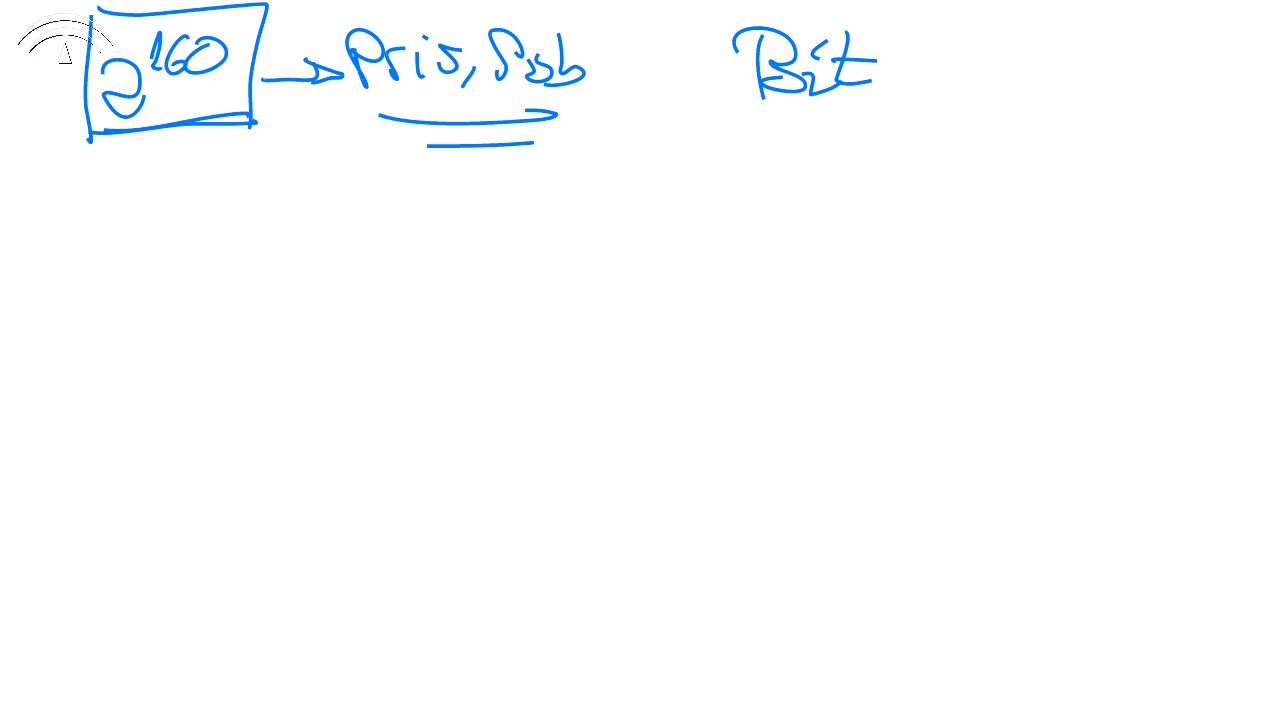 2^160 → Priv, Pub Bit